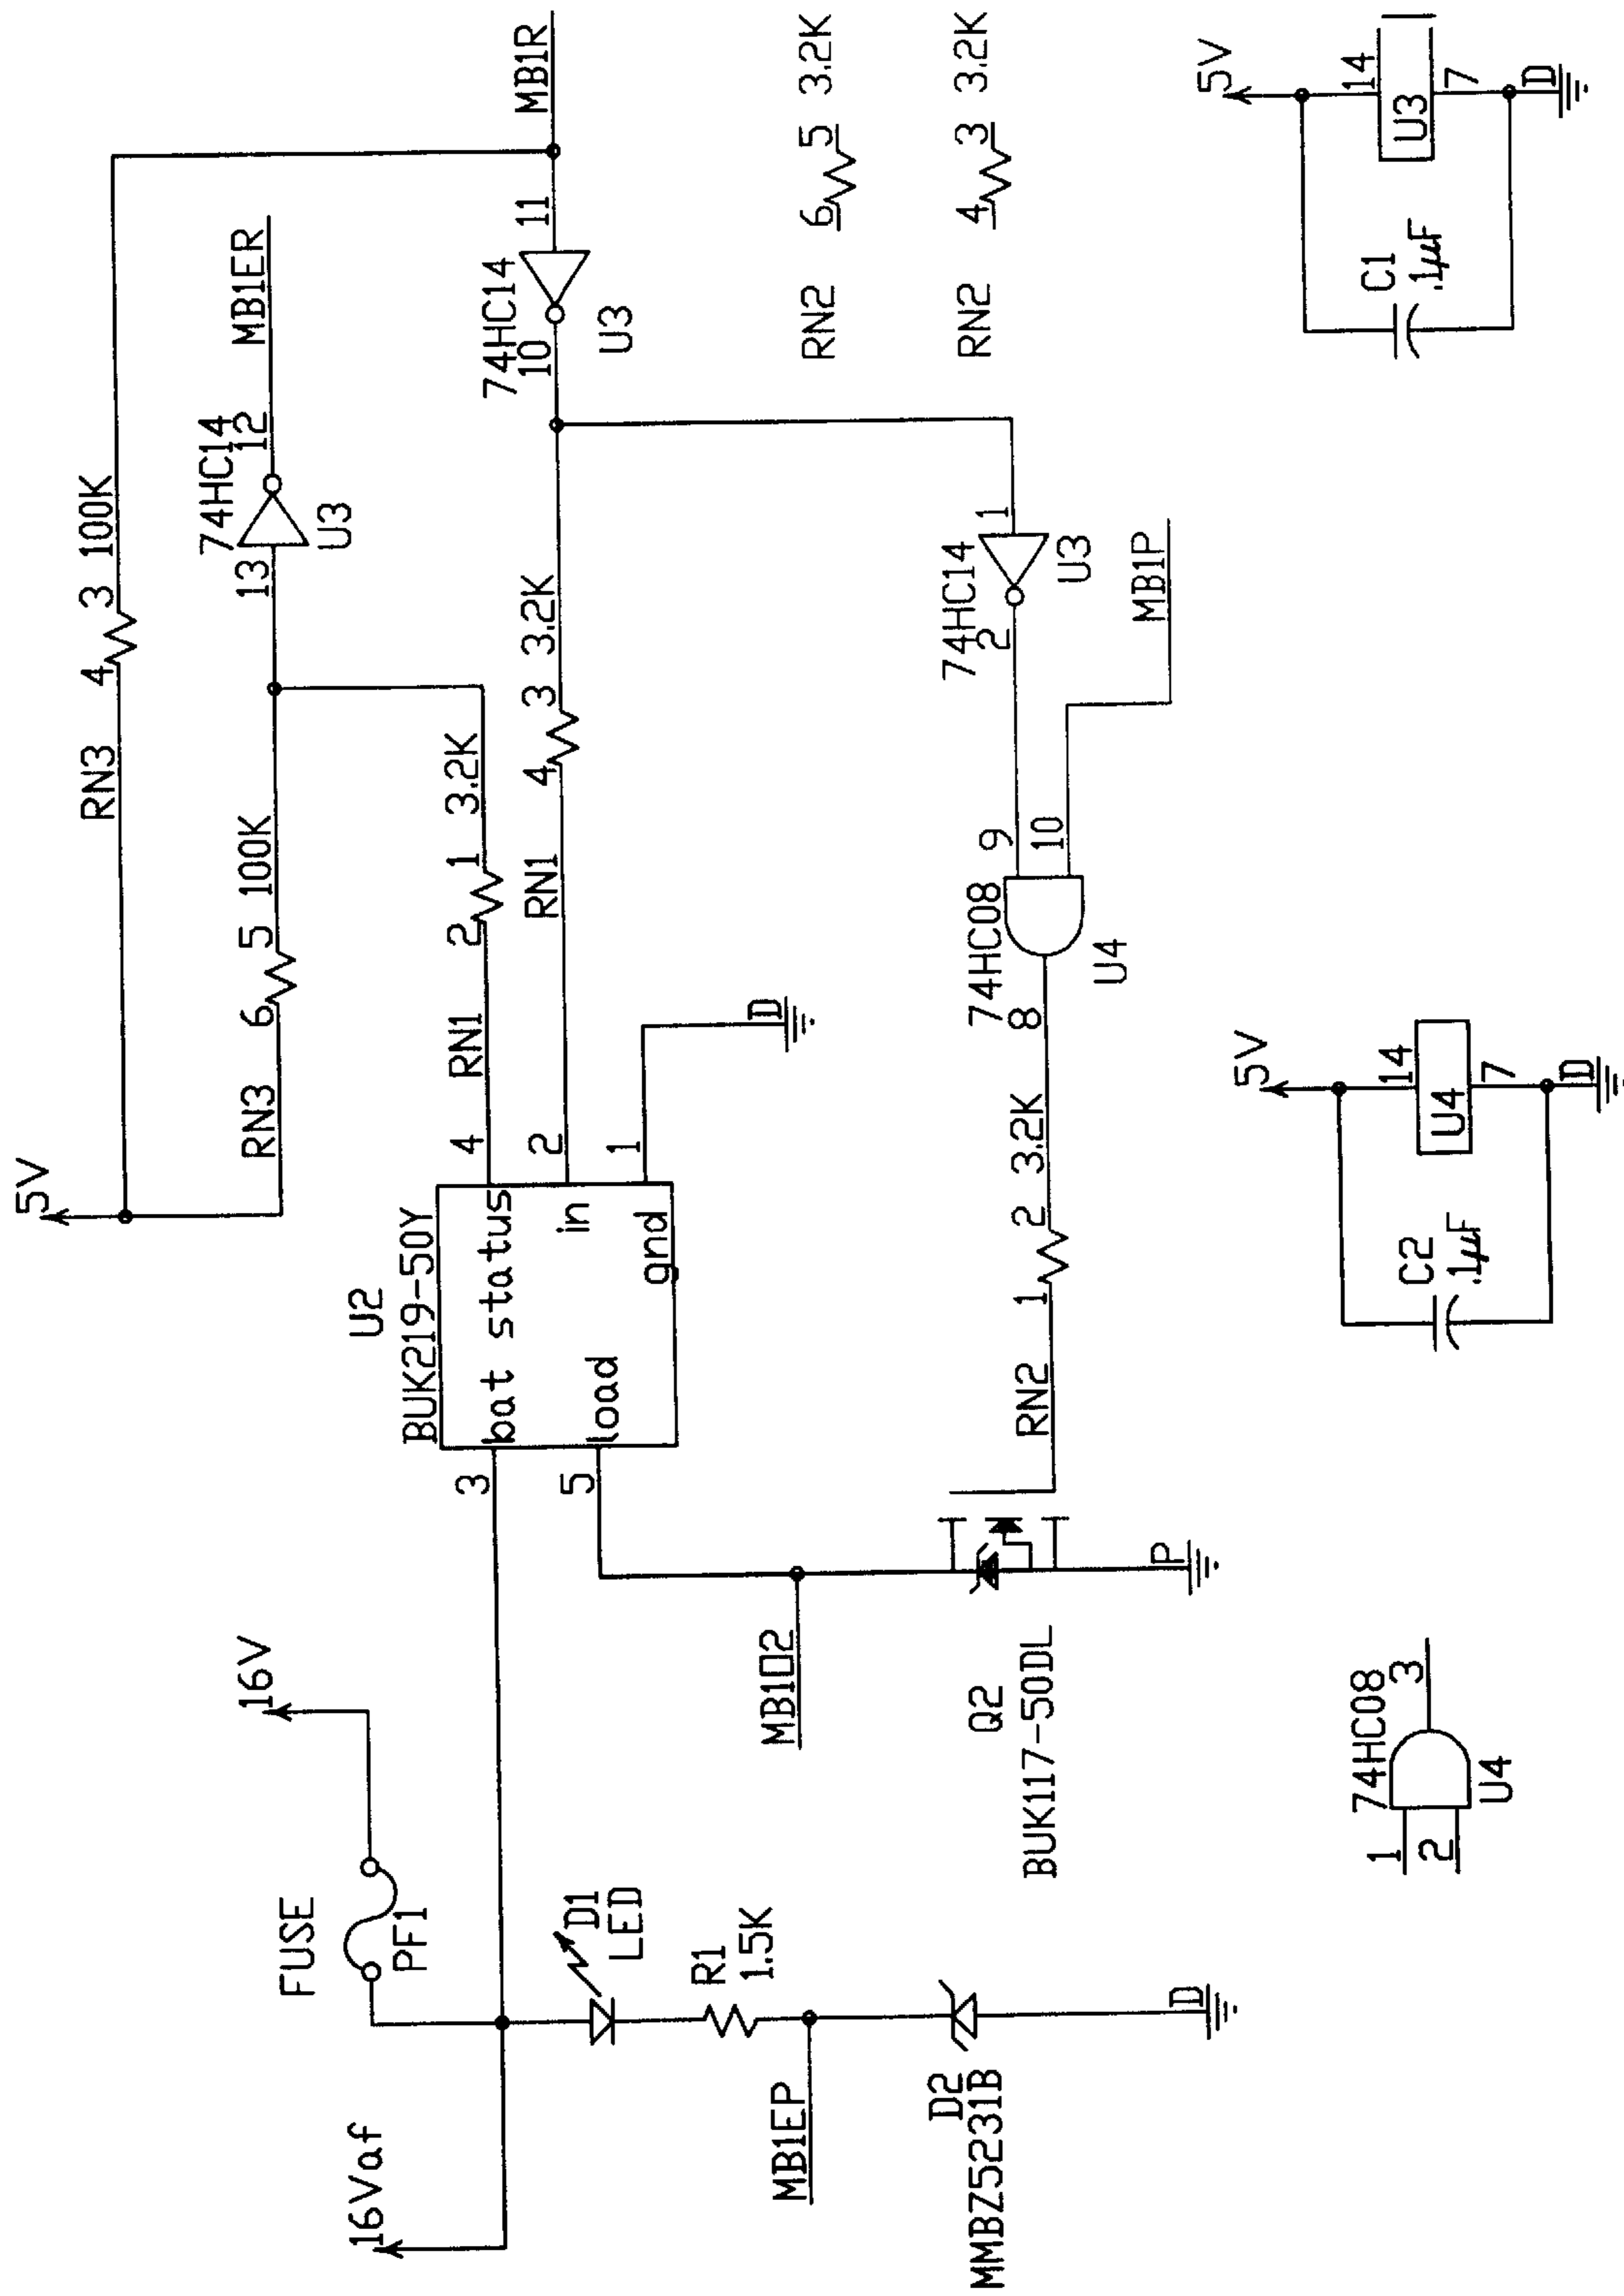 5V
RN3
4
3
100K
RN3
6
5
100K
13
74HC14
12
U3
MB1ER
MB1R
16Vaf
FUSE
PF1
16V
U2
BUK219-50Y
3
bat
status
4
RN1
2
1
3.2K
5
load
in
2
RN1
4
3
3.2K
74HC14
10
11
U3
gnd
1
D
D1
LED
R1
1.5K
MB1EP
D2
MMBZ5231B
D
MB1O2
Q2
BUK117-50DL
P
RN2
1
2
3.2K
8
74HC08
9
10
U4
74HC14
2
1
U3
MB1P
RN2
6
5
3.2K
RN2
4
3
3.2K
1
2
74HC08
3
U4
C2
.1µF
5V
14
U4
7
D
C1
.1µF
5V
14
U3
7
D